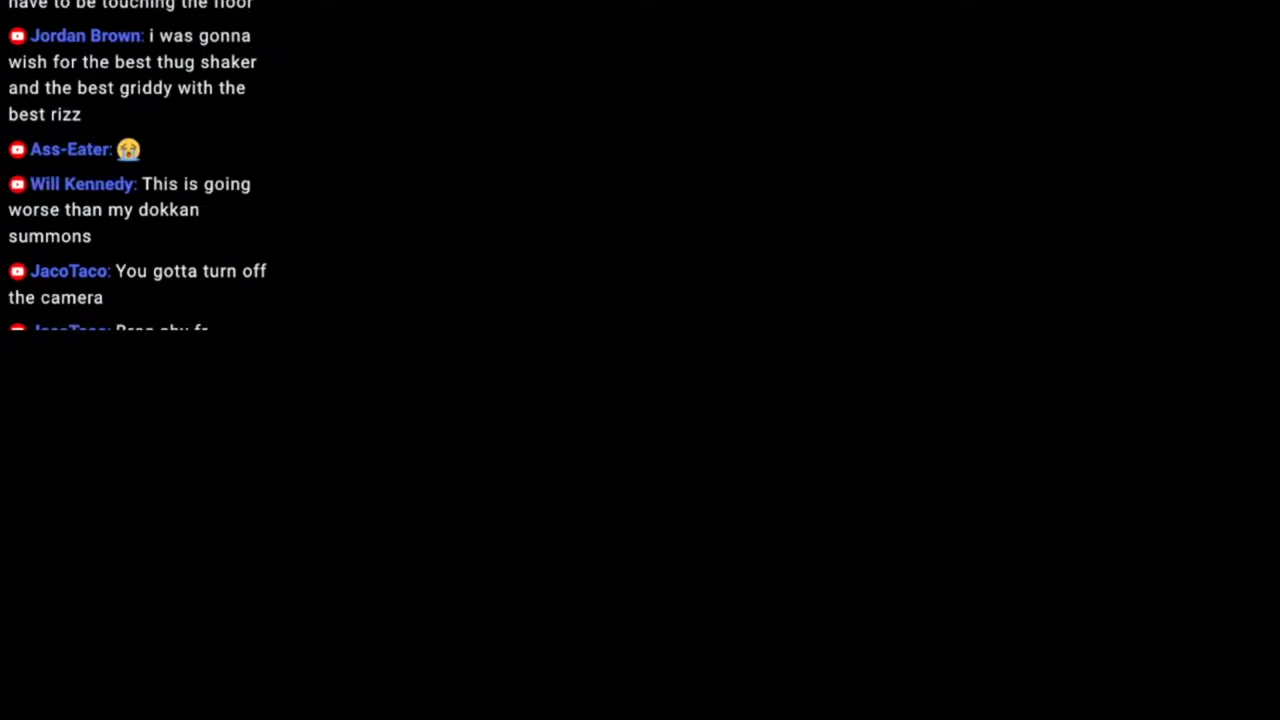 have to be touching the floor
Jordan Brown: i was gonna
wish for the best thug shaker
and the best griddy with the
best rizz
Ass-Eater: 😭
Will Kennedy: This is going
worse than my dokkan
summons
JacoTaco: You gotta turn off
the camera
JacoTaco: